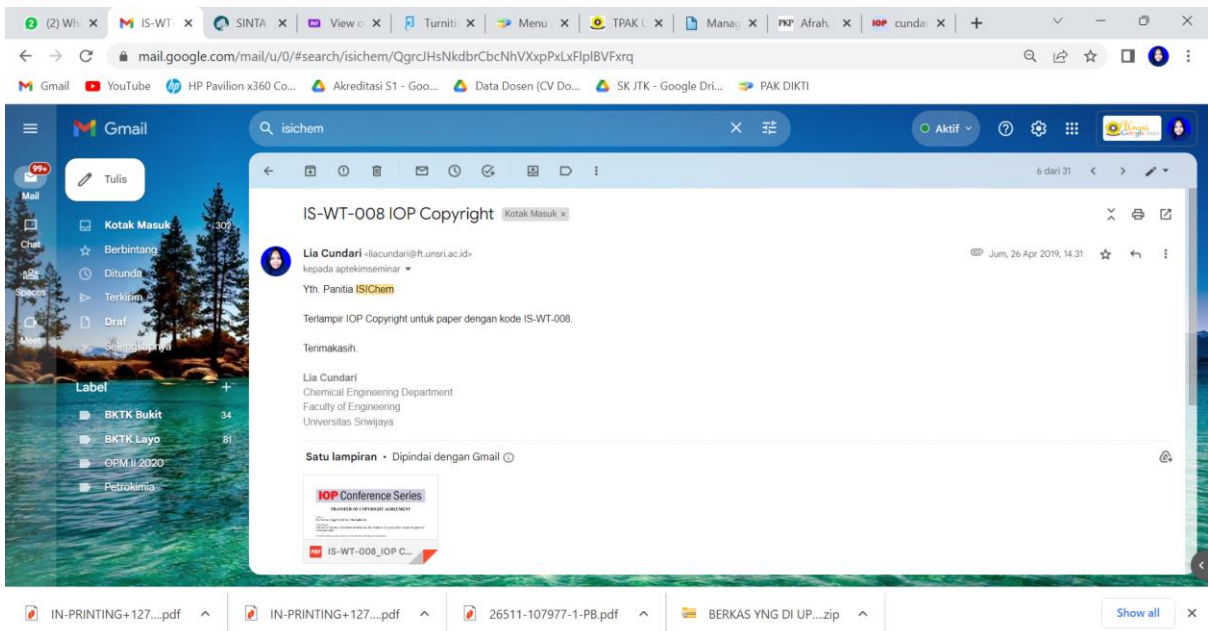 (2) Wh
IS-WT-
SINTA
View o
Turniti
Menu
TPAK (
Manag
PKP Afrah,
IOP cundar
mail.google.com/mail/u/0/#search/isichem/QgrcJHsNkdbrCbcNhVXxpPxLxFlplBVFxrq
Gmail
YouTube
HP Pavilion x360 Co...
Akreditasi S1 - Goo...
Data Dosen (CV Do...
SK JTK - Google Dri...
PAK DIKTI
Gmail
isichem
Aktif
99+
Mail
Chat
Spaces
Meet
Tulis
6 dari 31
Kotak Masuk 302
Berbintang
Ditunda
Terkirim
Draf
Selengkapnya
Label
BKTK Bukit 34
BKTK Layo 81
OPM II 2020
Petrokimia
IS-WT-008 IOP Copyright Kotak Masuk ×
Lia Cundari <liacundari@ft.unsri.ac.id> Jum, 26 Apr 2019, 14.31
kepada aptekimseminar
Yth. Panitia ISIChem
Terlampir IOP Copyright untuk paper dengan kode IS-WT-008.
Terimakasih.
Lia Cundari
Chemical Engineering Department
Faculty of Engineering
Universitas Sriwijaya
Satu lampiran • Dipindai dengan Gmail
IOP Conference Series
TRANSFER OF COPYRIGHT AGREEMENT
PDF IS-WT-008_IOP C...
IN-PRINTING+127....pdf
IN-PRINTING+127....pdf
26511-107977-1-PB.pdf
BERKAS YNG DI UP....zip
Show all